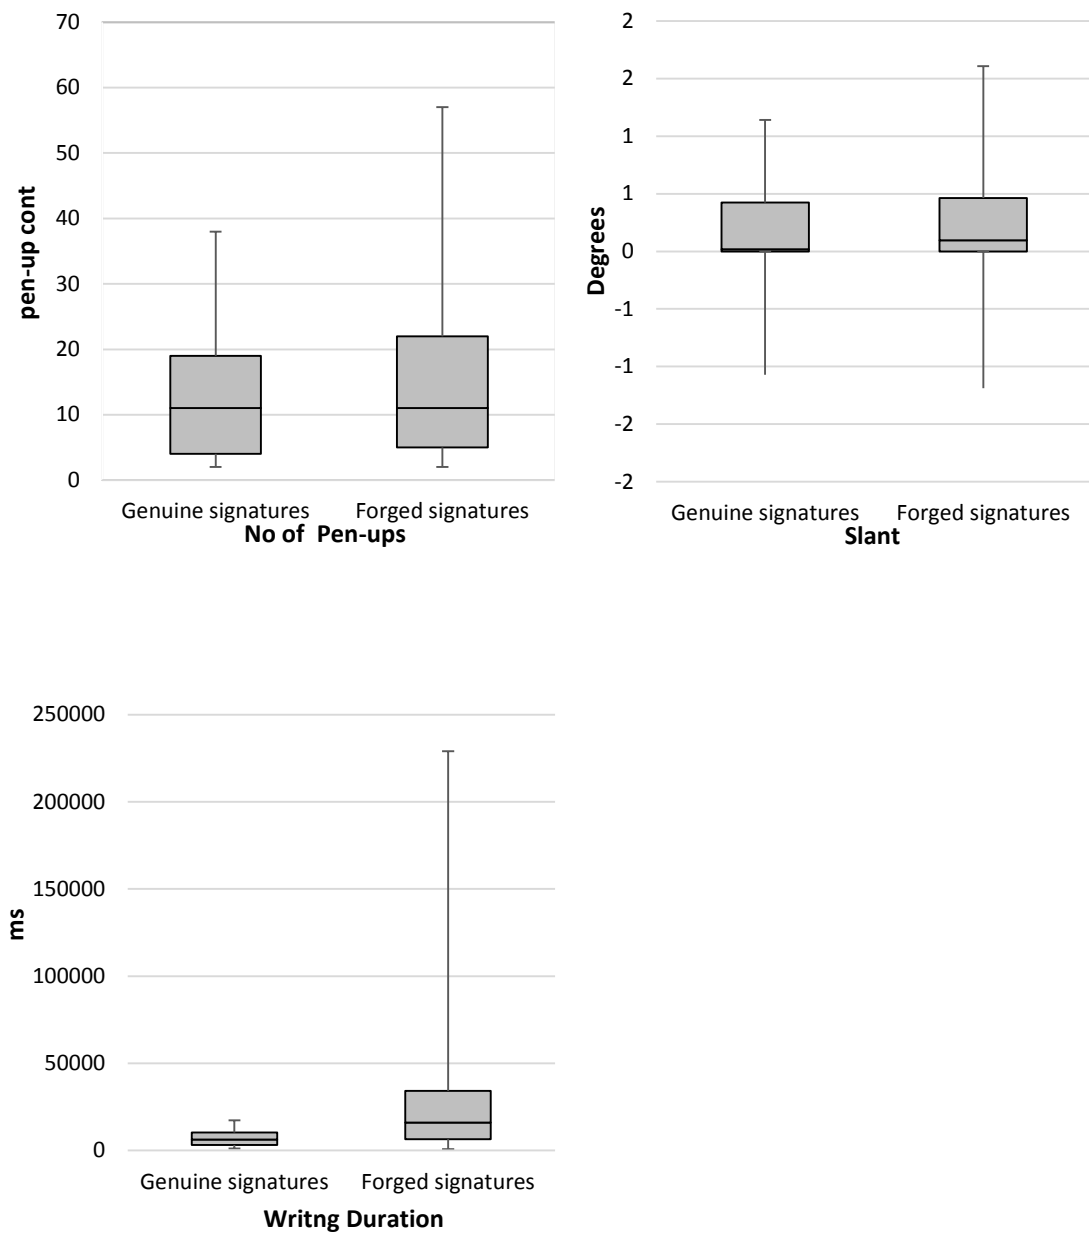 70
60
50
40
30
20
10
0
pen-up cont
Genuine signatures Forged signatures
No of Pen-ups
2
2
1
1
0
-1
-1
-2
-2
Degrees
Genuine signatures Forged signatures
Slant
250000
200000
150000
100000
50000
0
ms
Genuine signatures Forged signatures
Writng Duration